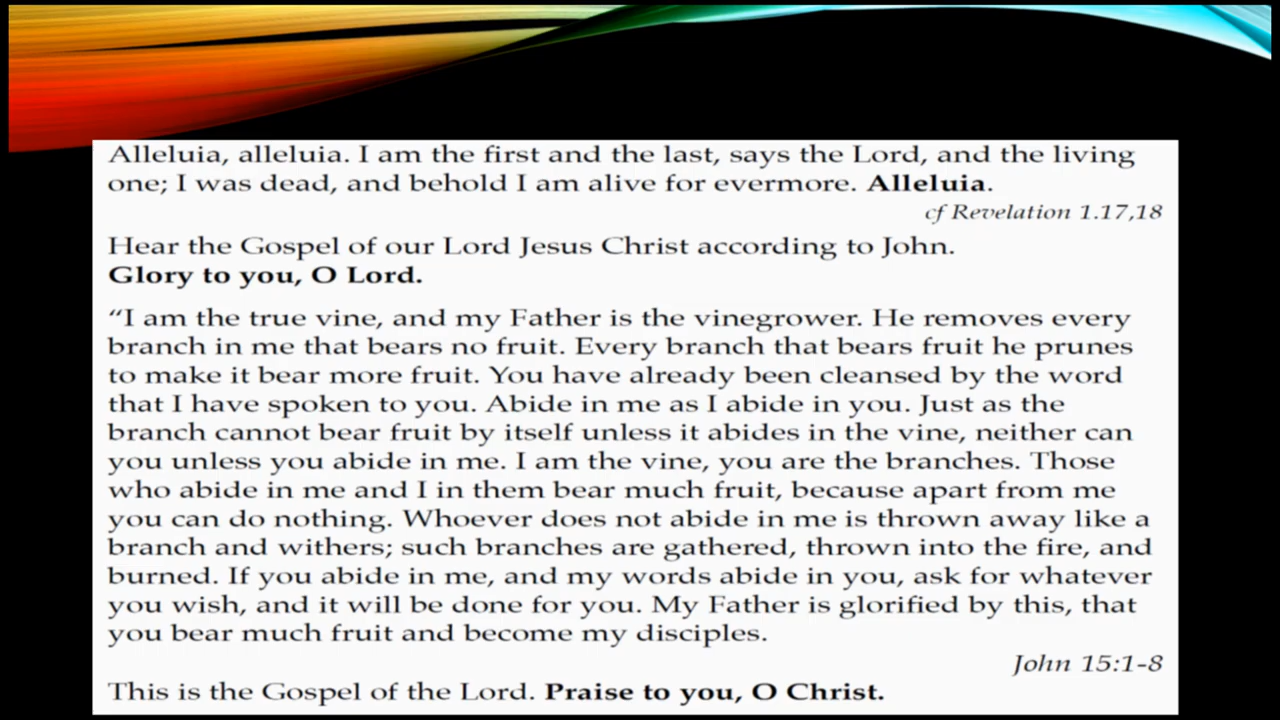 Alleluia, alleluia. I am the first and the last, says the Lord, and the living
one; I was dead, and behold I am alive for evermore. Alleluia.
cf Revelation 1.17,18
Hear the Gospel of our Lord Jesus Christ according to John.
Glory to you, O Lord.
“I am the true vine, and my Father is the vinegrower. He removes every
branch in me that bears no fruit. Every branch that bears fruit he prunes
to make it bear more fruit. You have already been cleansed by the word
that I have spoken to you. Abide in me as I abide in you. Just as the
branch cannot bear fruit by itself unless it abides in the vine, neither can
you unless you abide in me. I am the vine, you are the branches. Those
who abide in me and I in them bear much fruit, because apart from me
you can do nothing. Whoever does not abide in me is thrown away like a
branch and withers; such branches are gathered, thrown into the fire, and
burned. If you abide in me, and my words abide in you, ask for whatever
you wish, and it will be done for you. My Father is glorified by this, that
you bear much fruit and become my disciples.
John 15:1-8
This is the Gospel of the Lord. Praise to you, O Christ.